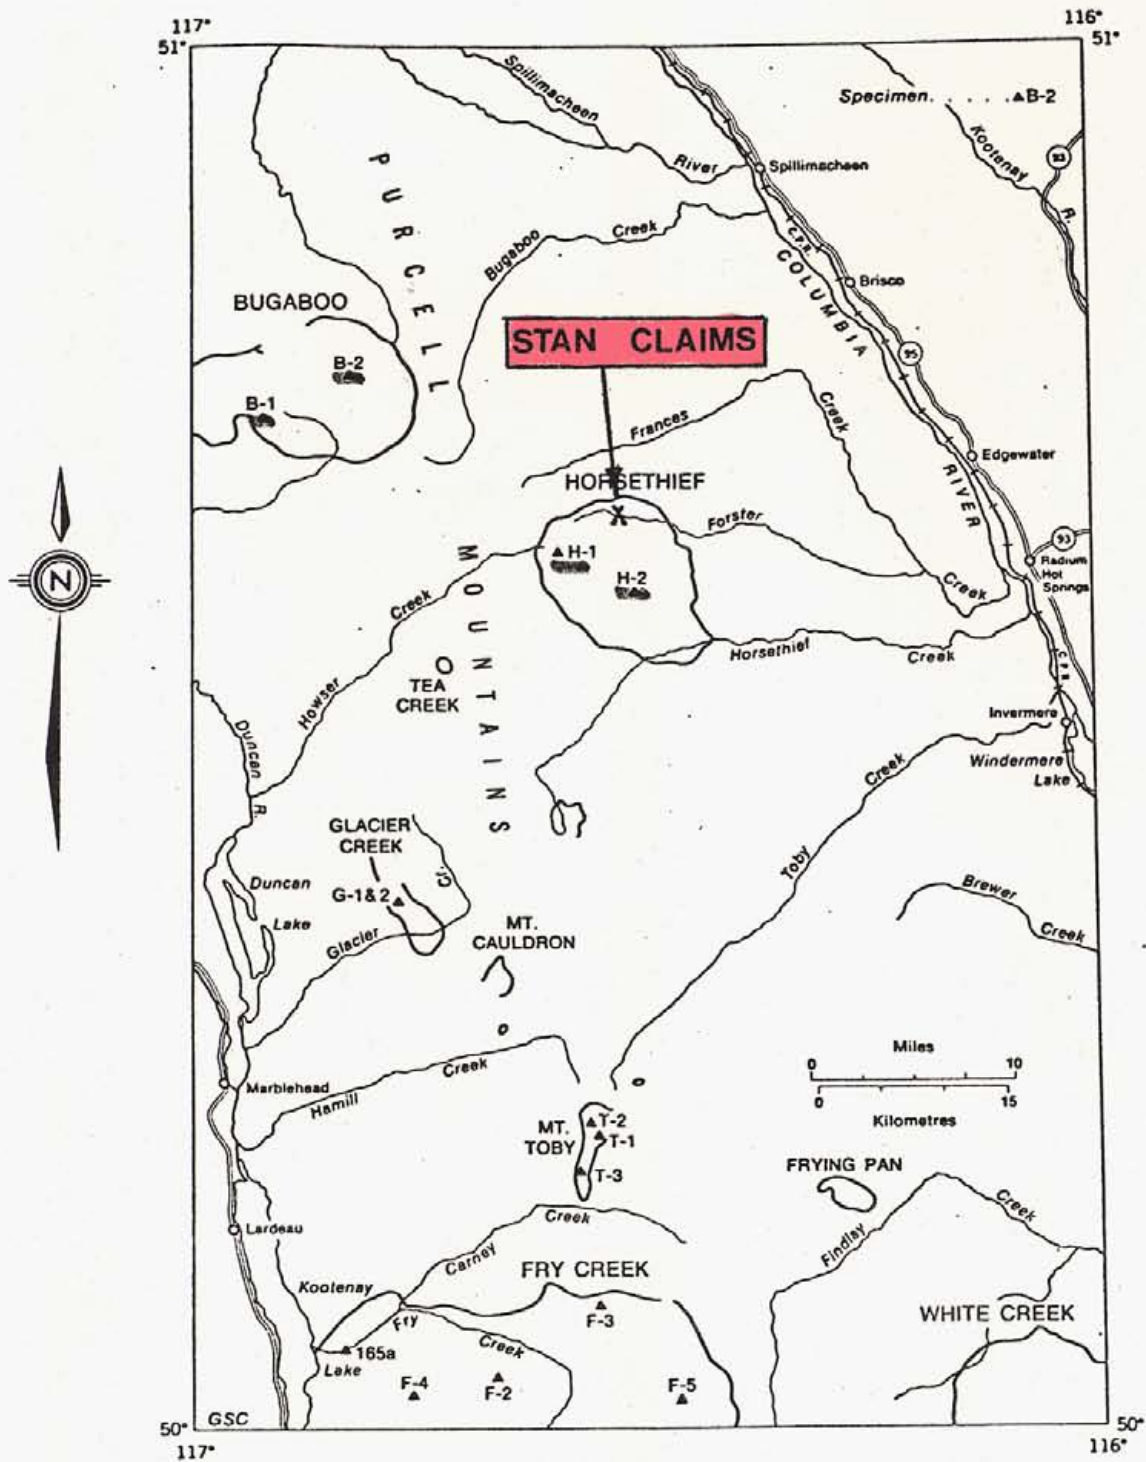 117°
116°
51°
51°
Spillimacheen
River
Specimen.....▲B-2
Kootenay
R.
93
Spillimacheen
PURCELL
Bugaboo
Creek
C.P.R.
COLUMBIA
Brisco
BUGABOO
STAN CLAIMS
B-2
B-1
95
Frances
Creek
Edgewater
HORSETHIEF
X
RIVER
Forster
Creek
93
Radium
Hot
Springs
H-1
H-2
N
MOUNTAINS
Creek
Howser
TEA
CREEK
Horsethief
Creek
C.P.R.
Invermere
Windermere
Lake
Duncan
R.
Creek
Toby
GLACIER
CREEK
Cr.
G-1&2
Duncan
Lake
Glacier
MT.
CAULDRON
Brewer
Creek
Miles
0 10
0 15
Kilometres
Marblehead
Hamill
Creek
MT.
TOBY
T-2
T-1
T-3
FRYING PAN
Creek
Findlay
Lardeau
Carney
Creek
Kootenay
Lake
FRY CREEK
F-3
Fry
Creek
165a
F-4
F-2
F-5
WHITE CREEK
GSC
50°
50°
117°
116°